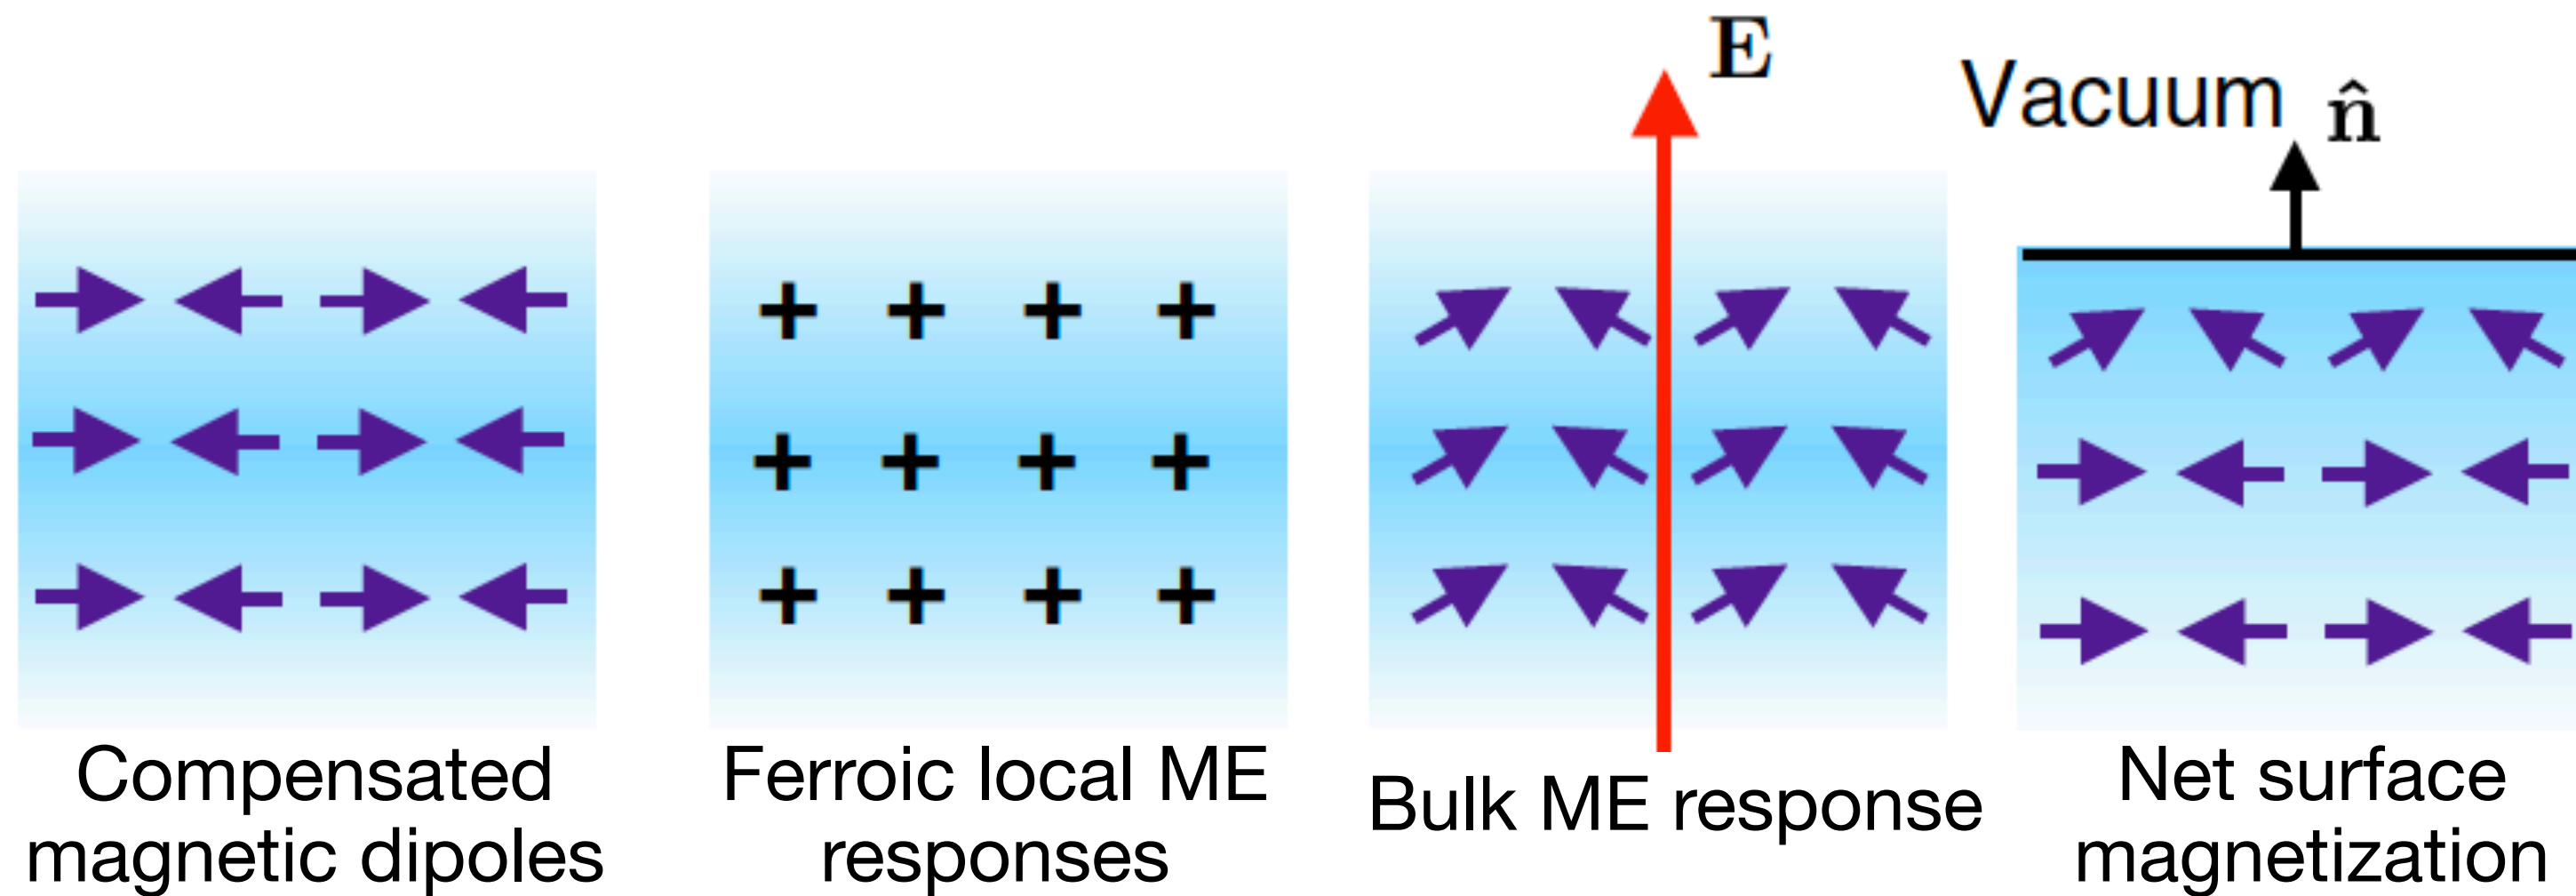 E
Vacuum n̂
+ + + +
+ + + +
+ + + +
Compensated
magnetic dipoles
Ferroic local ME
responses
Bulk ME response
Net surface
magnetization